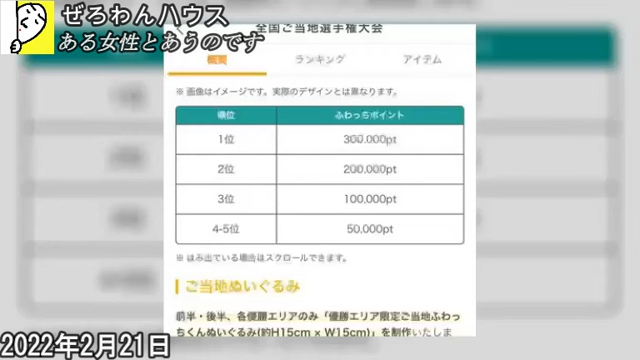 ぜろわんハウス
ある女性とあうのです
全国ご当地選手権大会
概要 ランキング アイテム
※ 画像はイメージです。実際のデザインとは異なります。
順位 ふわっちポイント
1位 300,000pt
2位 200,000pt
3位 100,000pt
4-5位 50,000pt
※ はみ出ている場合はスクロールできます。
ご当地ぬいぐるみ
前半・後半、各優勝エリアのみ「優勝エリア限定ご当地ふわっ
ちくんぬいぐるみ(約H15cm × W15cm)」を制作いたしま
2022年2月21日